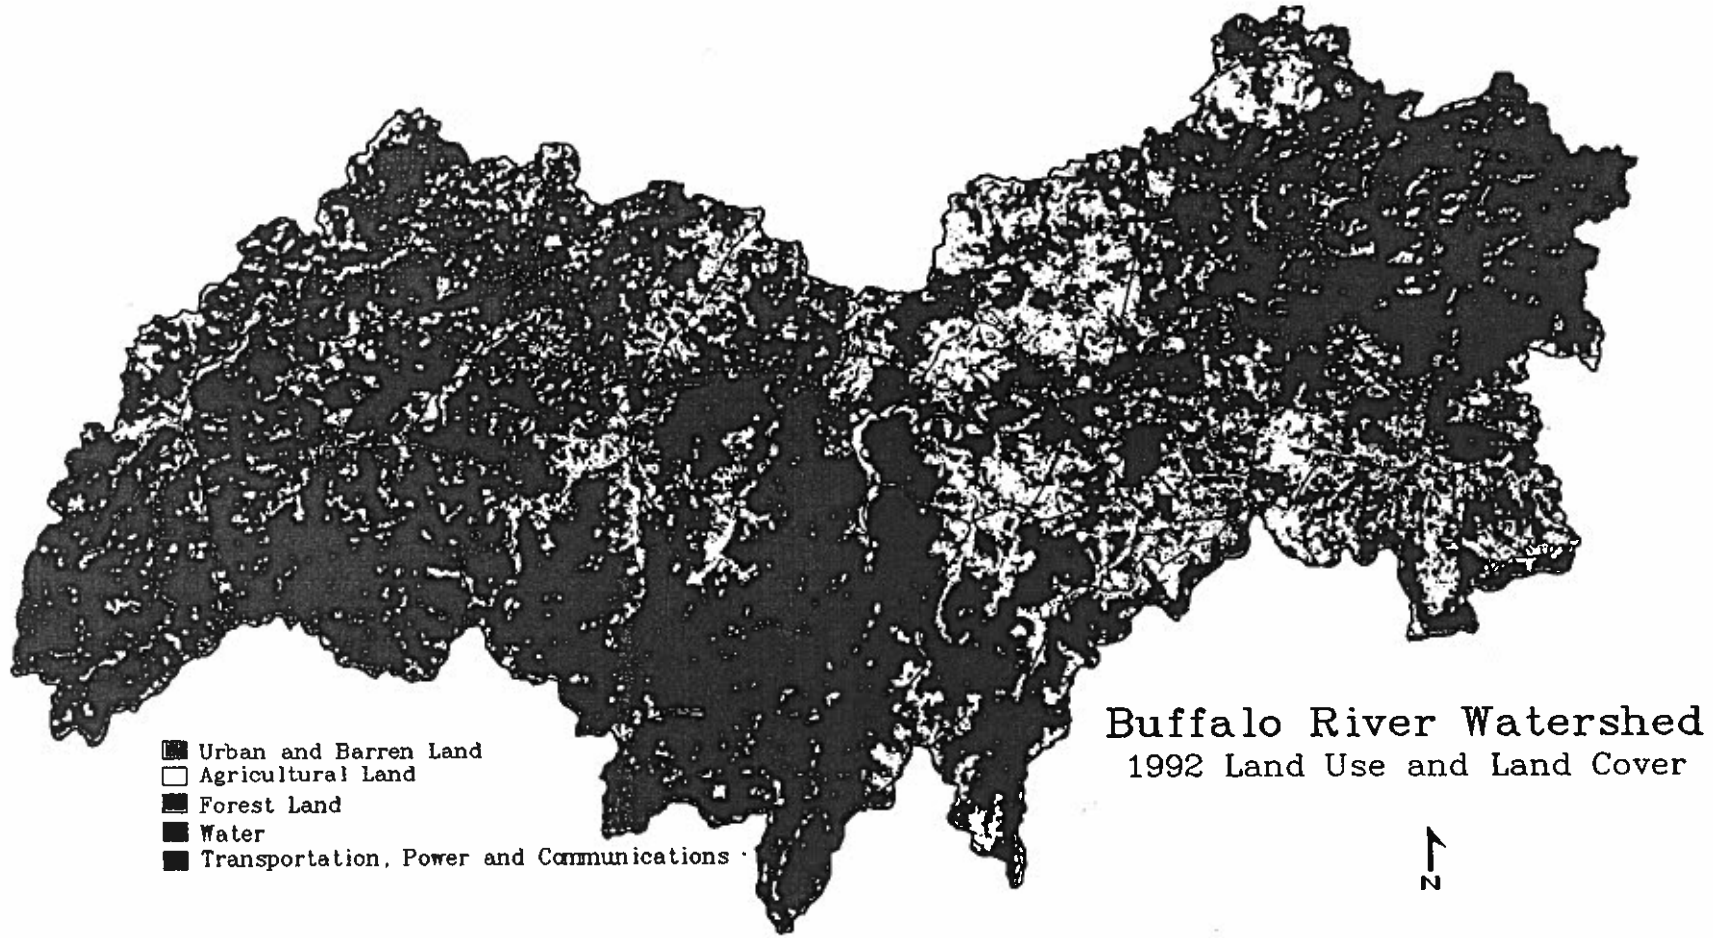 Buffalo River Watershed
1992 Land Use and Land Cover
Urban and Barren Land
Agricultural Land
Forest Land
Water
Transportation, Power and Communications
N